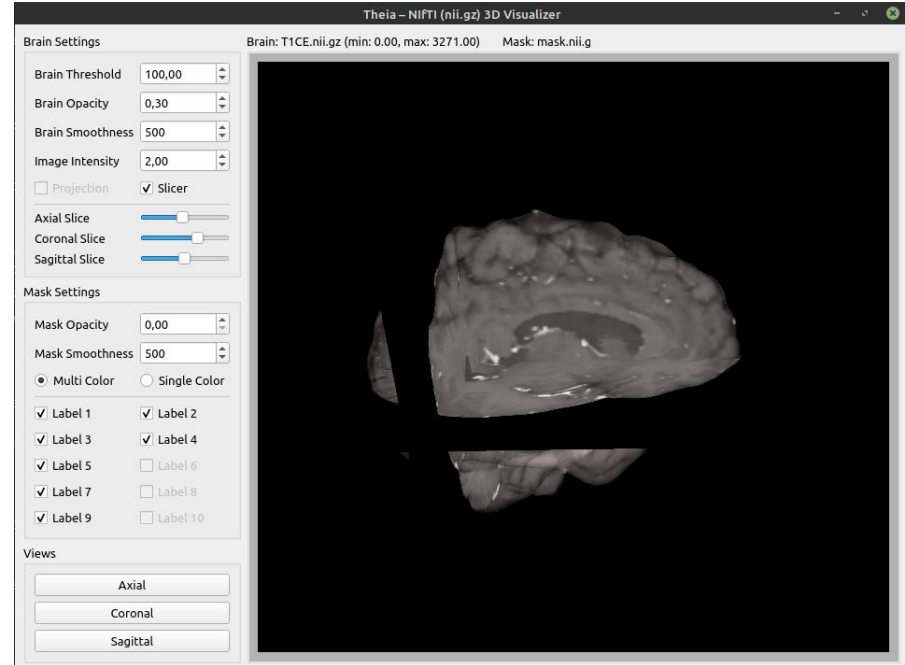 Theia – NIfTI (nii.gz) 3D Visualizer
Brain Settings
Brain: T1CE.nii.gz (min: 0.00, max: 3271.00) Mask: mask.nii.g
Brain Threshold 100,00
Brain Opacity 0,30
Brain Smoothness 500
Image Intensity 2,00
Projection Slicer
Axial Slice
Coronal Slice
Sagittal Slice
Mask Settings
Mask Opacity 0,00
Mask Smoothness 500
Multi Color Single Color
Label 1 Label 2
Label 3 Label 4
Label 5 Label 6
Label 7 Label 8
Label 9 Label 10
Views
Axial
Coronal
Sagittal